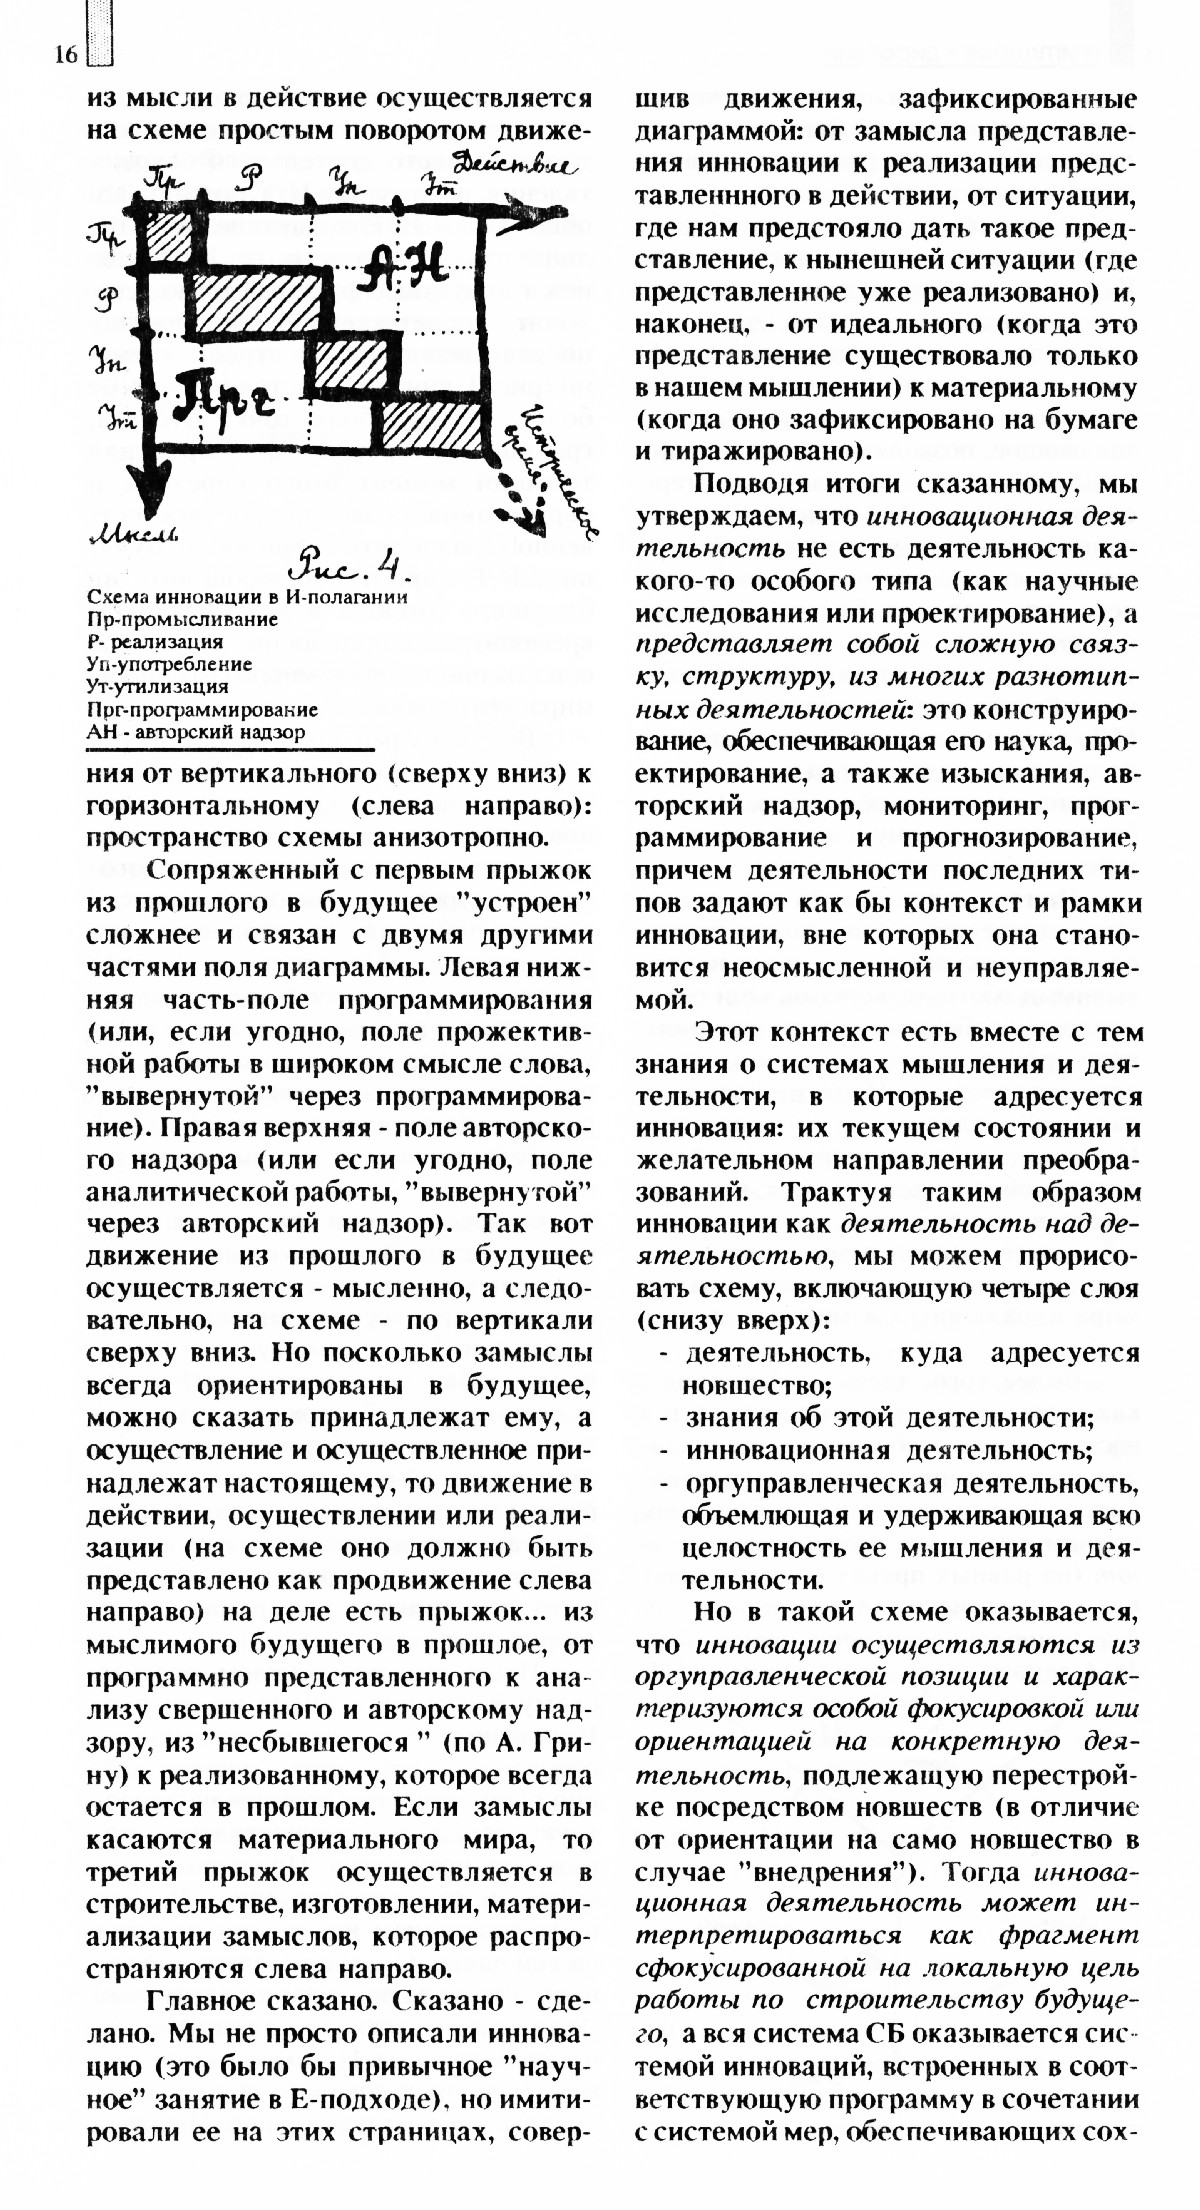 16
из мысли в действие осуществляется
на схеме простым поворотом движе-
Действие
Пр Р Уп Ут
Пр
Р
Уп
Ут
АН
Прг
Историческое
время
Мысль
Рис. 4.
Схема инновации в И-полагании
Пр-промысливание
Р- реализация
Уп-употребление
Ут-утилизация
Прг-программирование
АН - авторский надзор
ния от вертикального (сверху вниз) к
горизонтальному (слева направо):
пространство схемы анизотропно.
Сопряженный с первым прыжок
из прошлого в будущее "устроен"
сложнее и связан с двумя другими
частями поля диаграммы. Левая ниж-
няя часть-поле программирования
(или, если угодно, поле прожектив-
ной работы в широком смысле слова,
"вывернутой" через программирова-
ние). Правая верхняя - поле авторско-
го надзора (или если угодно, поле
аналитической работы, "вывернутой"
через авторский надзор). Так вот
движение из прошлого в будущее
осуществляется - мысленно, а следо-
вательно, на схеме - по вертикали
сверху вниз. Но поскольку замыслы
всегда ориентированы в будущее,
можно сказать принадлежат ему, а
осуществление и осуществленное при-
надлежат настоящему, то движение в
действии, осуществлении или реали-
зации (на схеме оно должно быть
представлено как продвижение слева
направо) на деле есть прыжок... из
мыслимого будущего в прошлое, от
программно представленного к ана-
лизу свершенного и авторскому над-
зору, из "несбывшегося " (по А. Гри-
ну) к реализованному, которое всегда
остается в прошлом. Если замыслы
касаются материального мира, то
третий прыжок осуществляется в
строительстве, изготовлении, матери-
ализации замыслов, которое распро-
страняются слева направо.
Главное сказано. Сказано - сде-
лано. Мы не просто описали иннова-
цию (это было бы привычное "науч-
ное" занятие в Е-подходе), но имити-
ровали ее на этих страницах, совер-
шив движения, зафиксированные
диаграммой: от замысла представле-
ния инновации к реализации предс-
тавленнного в действии, от ситуации,
где нам предстояло дать такое пред-
ставление, к нынешней ситуации (где
представленное уже реализовано) и,
наконец, - от идеального (когда это
представление существовало только
в нашем мышлении) к материальному
(когда оно зафиксировано на бумаге
и тиражировано).
Подводя итоги сказанному, мы
утверждаем, что инновационная дея-
тельность не есть деятельность ка-
кого-то особого типа (как научные
исследования или проектирование), а
представляет собой сложную связ-
ку, структуру, из многих разнотип-
ных деятельностей: это конструиро-
вание, обеспечивающая его наука, про-
ектирование, а также изыскания, ав-
торский надзор, мониторинг, прог-
раммирование и прогнозирование,
причем деятельности последних ти-
пов задают как бы контекст и рамки
инновации, вне которых она стано-
вится неосмысленной и неуправляе-
мой.
Этот контекст есть вместе с тем
знания о системах мышления и дея-
тельности, в которые адресуется
инновация: их текущем состоянии и
желательном направлении преобра-
зований. Трактуя таким образом
инновации как деятельность над де-
ятельностью, мы можем прорисо-
вать схему, включающую четыре слоя
(снизу вверх):
- деятельность, куда адресуется
новшество;
- знания об этой деятельности;
- инновационная деятельность;
- оргуправленческая деятельность,
объемлющая и удерживающая всю
целостность ее мышления и дея-
тельности.
Но в такой схеме оказывается,
что инновации осуществляются из
оргуправленческой позиции и харак-
теризуются особой фокусировкой или
ориентацией на конкретную дея-
тельность, подлежащую перестрой-
ке посредством новшеств (в отличие
от ориентации на само новшество в
случае "внедрения"). Тогда иннова-
ционная деятельность может ин-
терпретироваться как фрагмент
сфокусированной на локальную цель
работы по строительству будуще-
го, а вся система СБ оказывается сис-
темой инноваций, встроенных в соот-
ветствующую программу в сочетании
с системой мер, обеспечивающих сох-